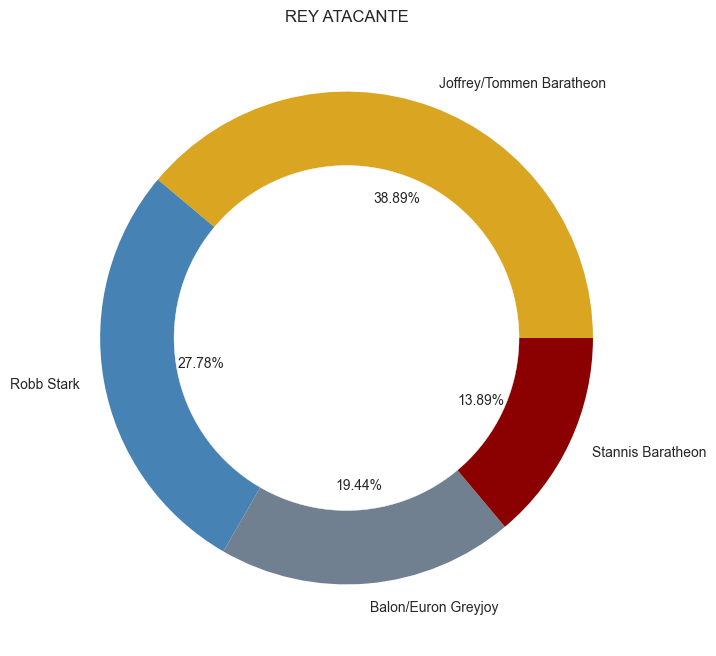 REY ATACANTE
Joffrey/Tommen Baratheon
38.89%
27.78%
Robb Stark
13.89%
Stannis Baratheon
19.44%
Balon/Euron Greyjoy